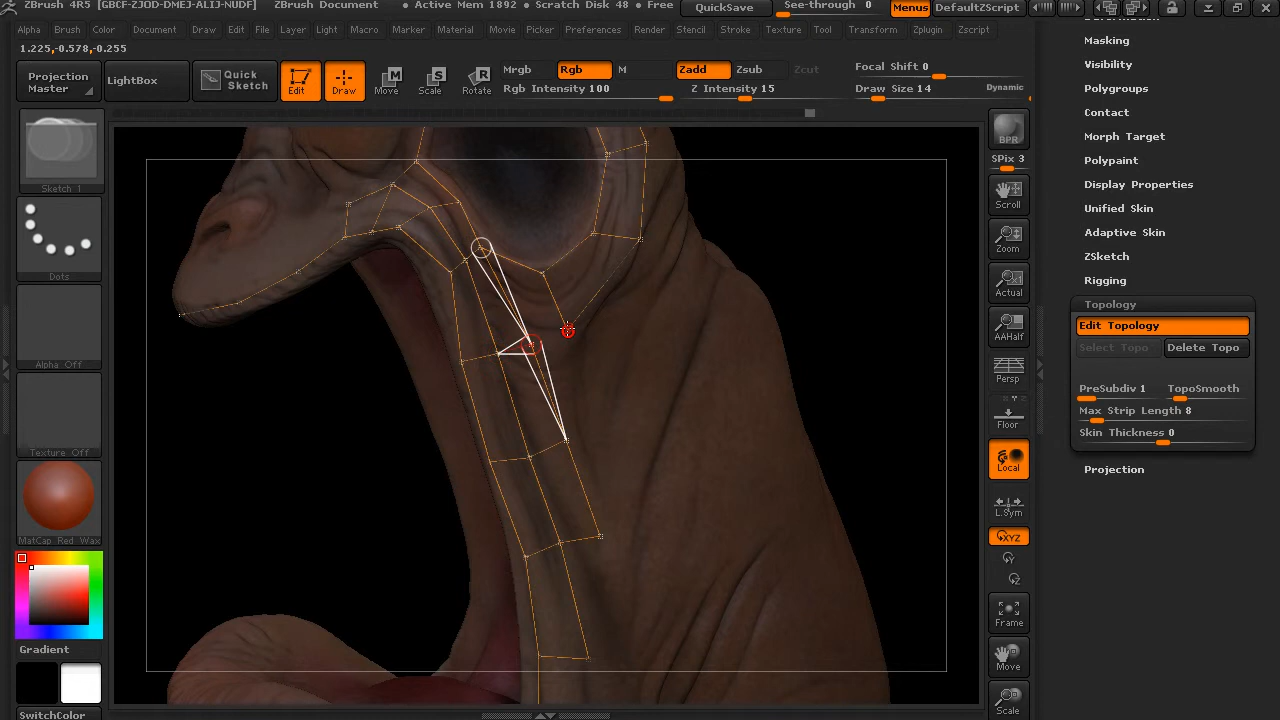 ZBrush 4R5 [GBCF-ZJOD-DMEJ-ALIJ-NUDF] ZBrush Document • Active Mem 1892 • Scratch Disk 48 • Free QuickSave See-through 0 Menus DefaultZScript
Alpha Brush Color Document Draw Edit File Layer Light Macro Marker Material Movie Picker Preferences Render Stencil Stroke Texture Tool Transform Zplugin Zscript
1.225,-0.578,-0.255
Projection Master
LightBox
Quick Sketch
Edit
Draw
Move
Scale
Rotate
Mrgb Rgb M Zadd Zsub Zcut Focal Shift 0
Rgb Intensity 100 Z Intensity 15 Draw Size 14 Dynamic
Sketch 1
Dots
Alpha Off
Texture Off
MatCap Red Wax
Gradient
SwitchColor
BPR
SPix 3
Scroll
Zoom
Actual
AAHalf
Persp
Floor
Local
L.Sym
XYZ
Y
Z
Frame
Move
Scale
Masking
Visibility
Polygroups
Contact
Morph Target
Polypaint
Display Properties
Unified Skin
Adaptive Skin
ZSketch
Rigging
Topology
Edit Topology
Select Topo Delete Topo
PreSubdiv 1 TopoSmooth
Max Strip Length 8
Skin Thickness 0
Projection